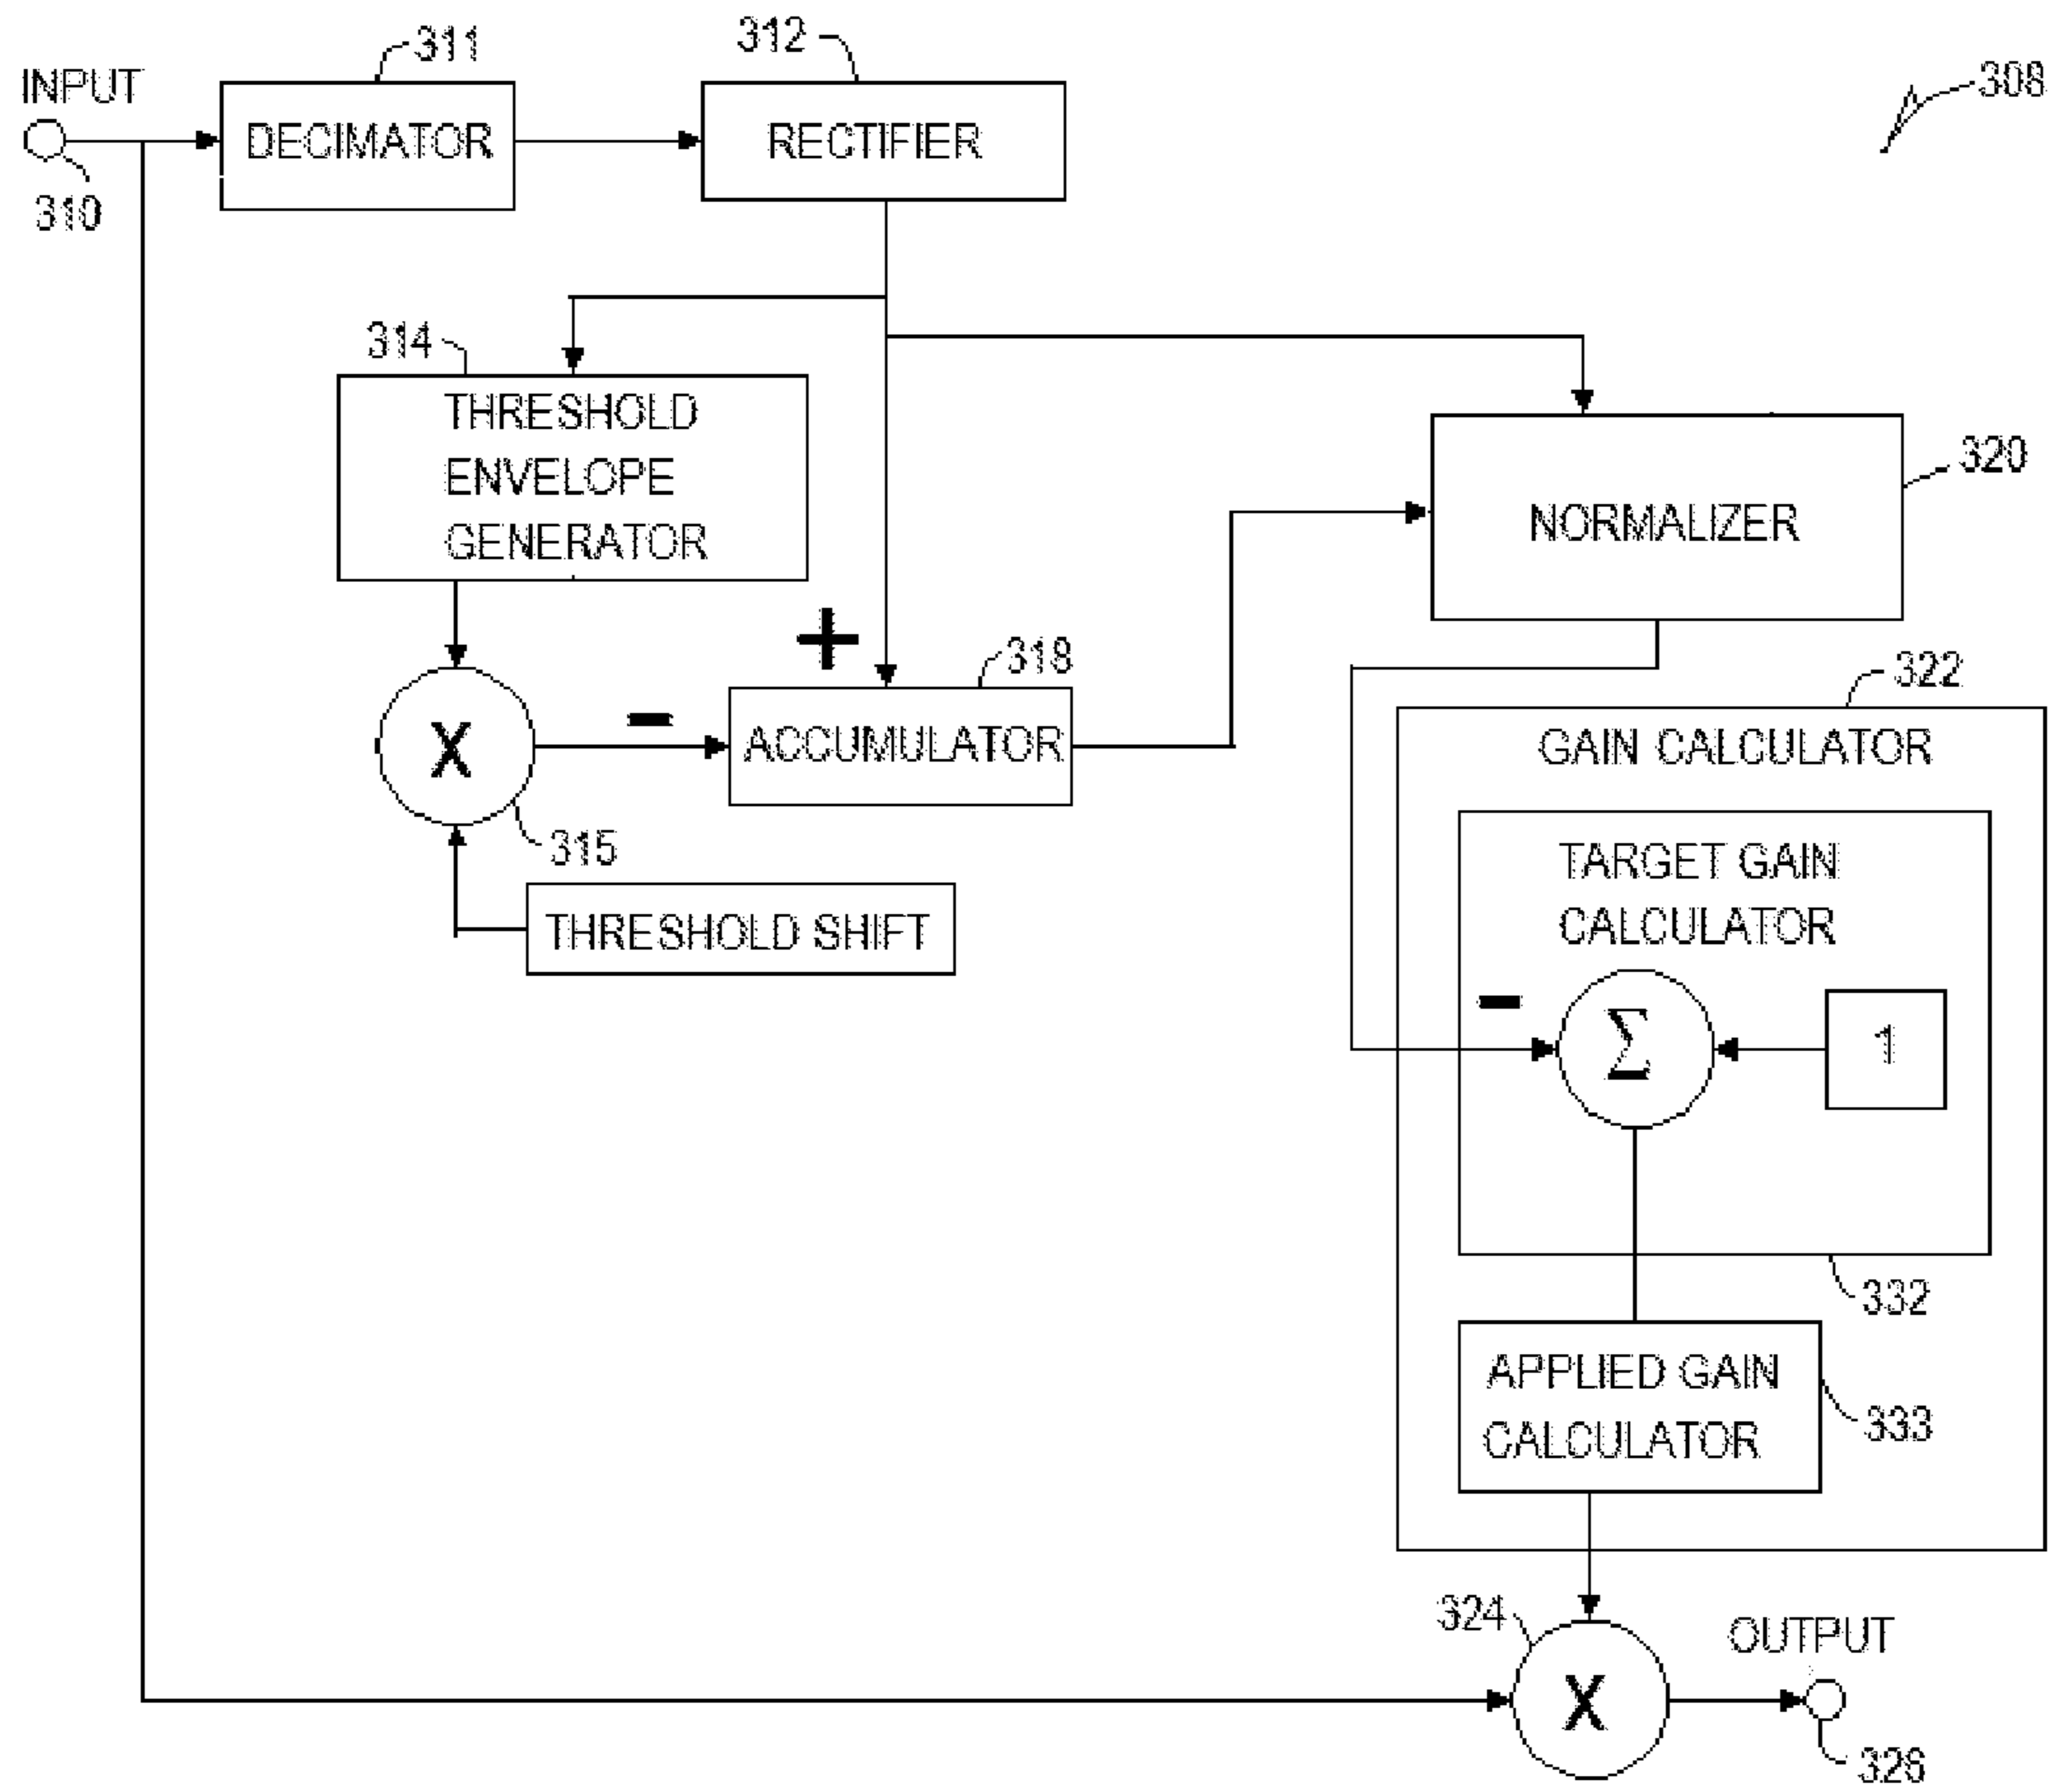 311
312
308
INPUT
DECIMATOR
RECTIFIER
310
314
THRESHOLD
ENVELOPE
GENERATOR
320
NORMALIZER
+
318
322
-
X
ACCUMULATOR
GAIN CALCULATOR
315
TARGET GAIN
CALCULATOR
THRESHOLD SHIFT
-
Σ
1
332
APPLIED GAIN
CALCULATOR
333
324
OUTPUT
X
326